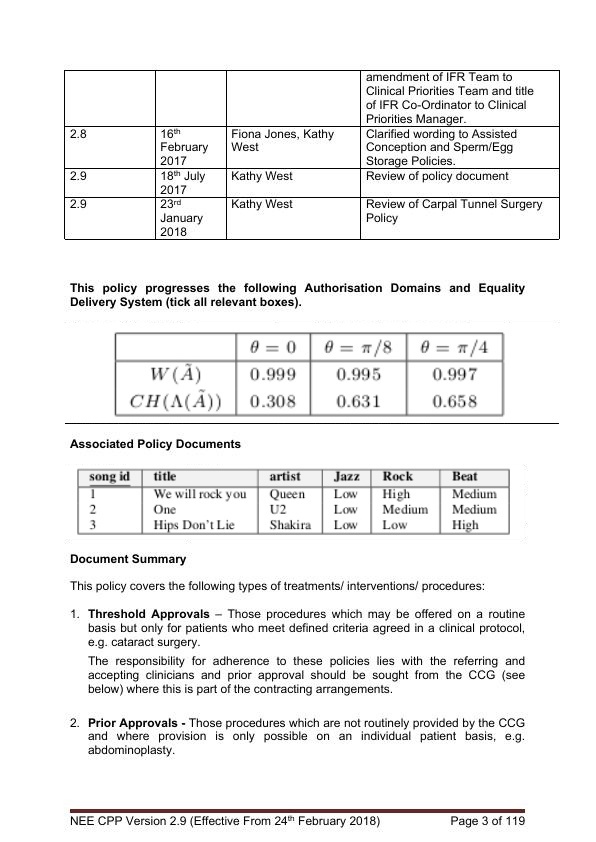 amendment of IFR Team to
Clinical Priorities Team and title
of IFR Co-Ordinator to Clinical
Priorities Manager.
2.8 16th Fiona Jones, Kathy Clarified wording to Assisted
February West Conception and Sperm/Egg
2017 Storage Policies.
2.9 18th July Kathy West Review of policy document
2017
2.9 23rd Kathy West Review of Carpal Tunnel Surgery
January Policy
2018
This policy progresses the following Authorisation Domains and Equality
Delivery System (tick all relevant boxes).
θ = 0 θ = π/8 θ = π/4
W(Ã) 0.999 0.995 0.997
CH(Λ(Ã)) 0.308 0.631 0.658
Associated Policy Documents
song id title artist Jazz Rock Beat
1 We will rock you Queen Low High Medium
2 One U2 Low Medium Medium
3 Hips Don't Lie Shakira Low Low High
Document Summary
This policy covers the following types of treatments/ interventions/ procedures:
1. Threshold Approvals – Those procedures which may be offered on a routine
basis but only for patients who meet defined criteria agreed in a clinical protocol,
e.g. cataract surgery.
The responsibility for adherence to these policies lies with the referring and
accepting clinicians and prior approval should be sought from the CCG (see
below) where this is part of the contracting arrangements.
2. Prior Approvals - Those procedures which are not routinely provided by the CCG
and where provision is only possible on an individual patient basis, e.g.
abdominoplasty.
NEE CPP Version 2.9 (Effective From 24th February 2018) Page 3 of 119